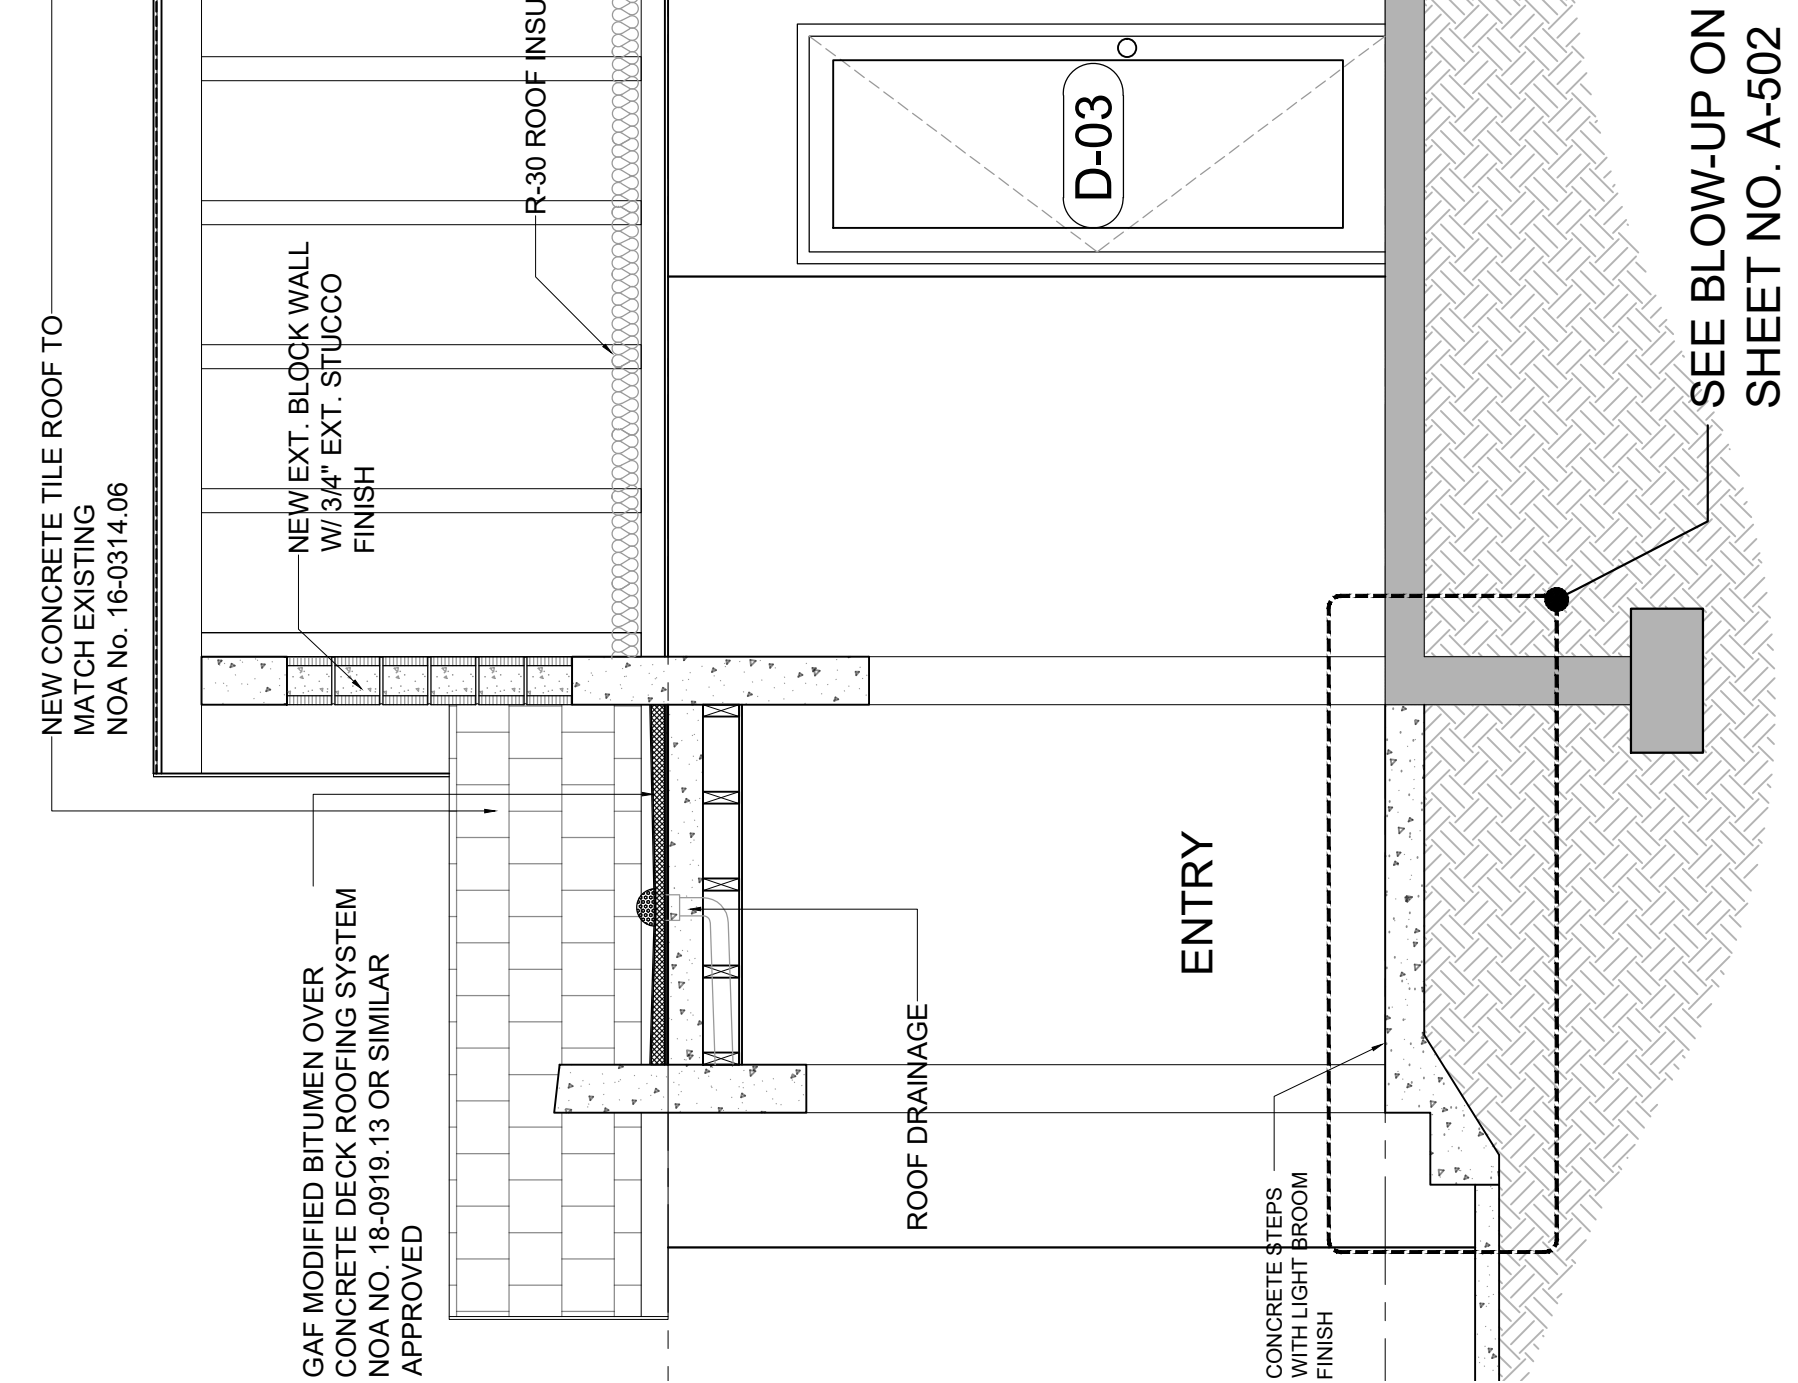 NEW CONCRETE TILE ROOF TO
MATCH EXISTING
NOA No. 16-0314.06
R-30 ROOF INSU
NEW EXT. BLOCK WALL
W/ 3/4" EXT. STUCCO
FINISH
GAF MODIFIED BITUMEN OVER
CONCRETE DECK ROOFING SYSTEM
NOA NO. 18-0919.13 OR SIMILAR
APPROVED
D-03
ROOF DRAINAGE
ENTRY
CONCRETE STEPS
WITH LIGHT BROOM
FINISH
SEE BLOW-UP ON
SHEET NO. A-502